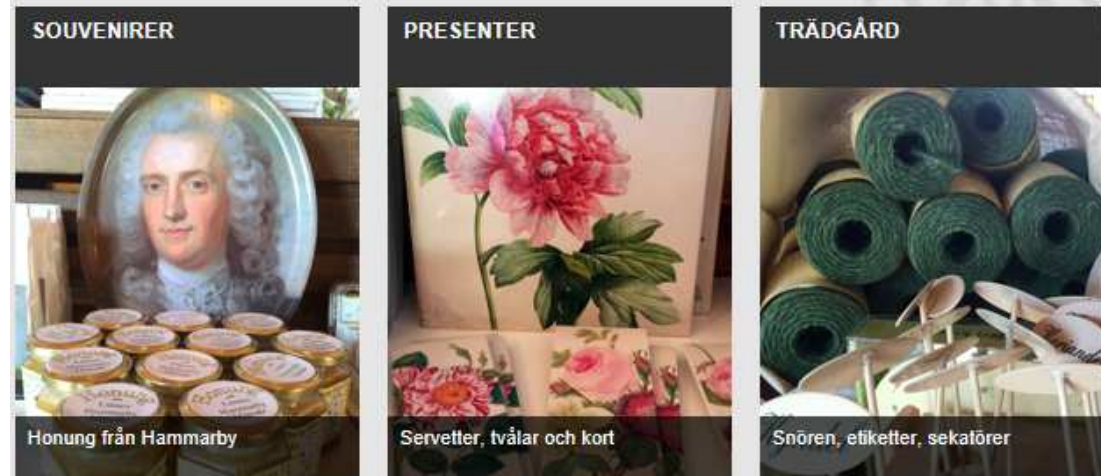 SOUVENIRER
PRESENTER
TRÄDGÅRD
Honung från Hammarby
Servetter, tvålar och kort
Snören, etiketter, sekatörer